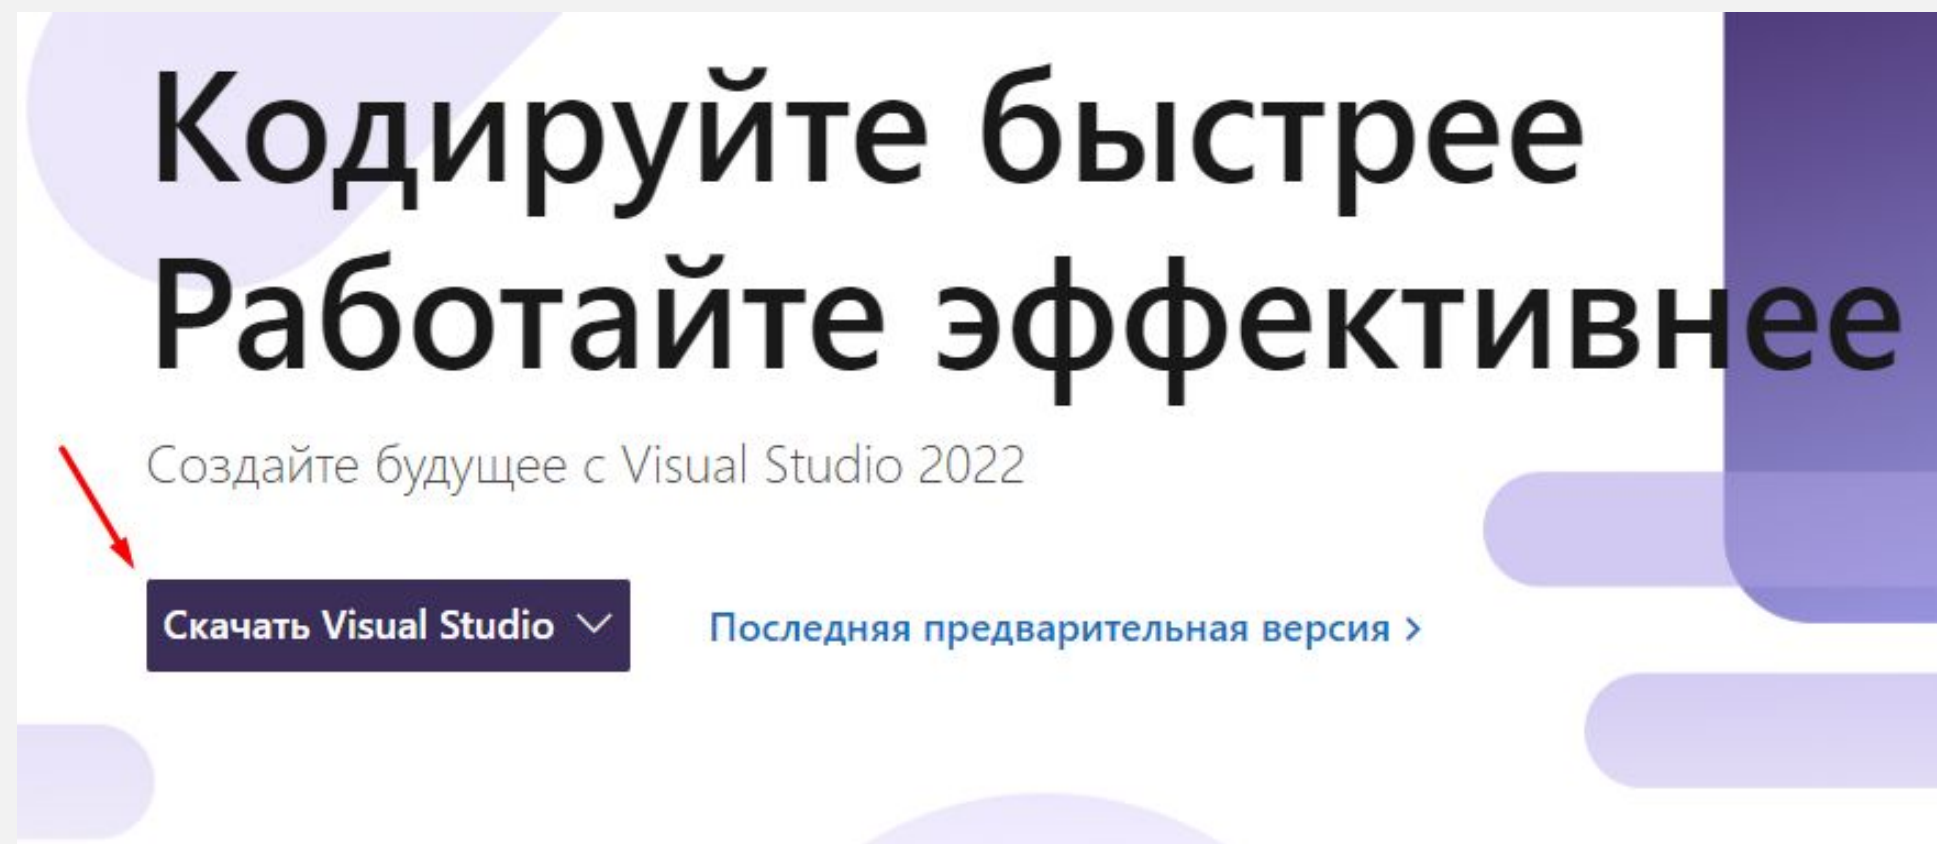 Кодируйте быстрее
Работайте эффективнее
Создайте будущее с Visual Studio 2022
Скачать Visual Studio
Последняя предварительная версия >